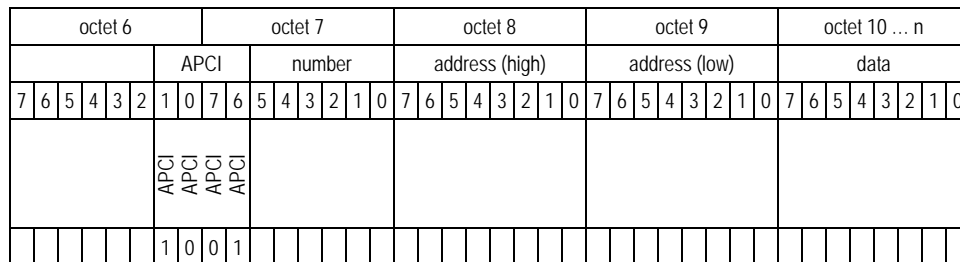 octet 6 octet 7 octet 8 octet 9 octet 10 … n
APCI number address (high) address (low) data
7 6 5 4 3 2 1 0 7 6 5 4 3 2 1 0 7 6 5 4 3 2 1 0 7 6 5 4 3 2 1 0 7 6 5 4 3 2 1 0
APCI APCI APCI APCI
1 0 0 1